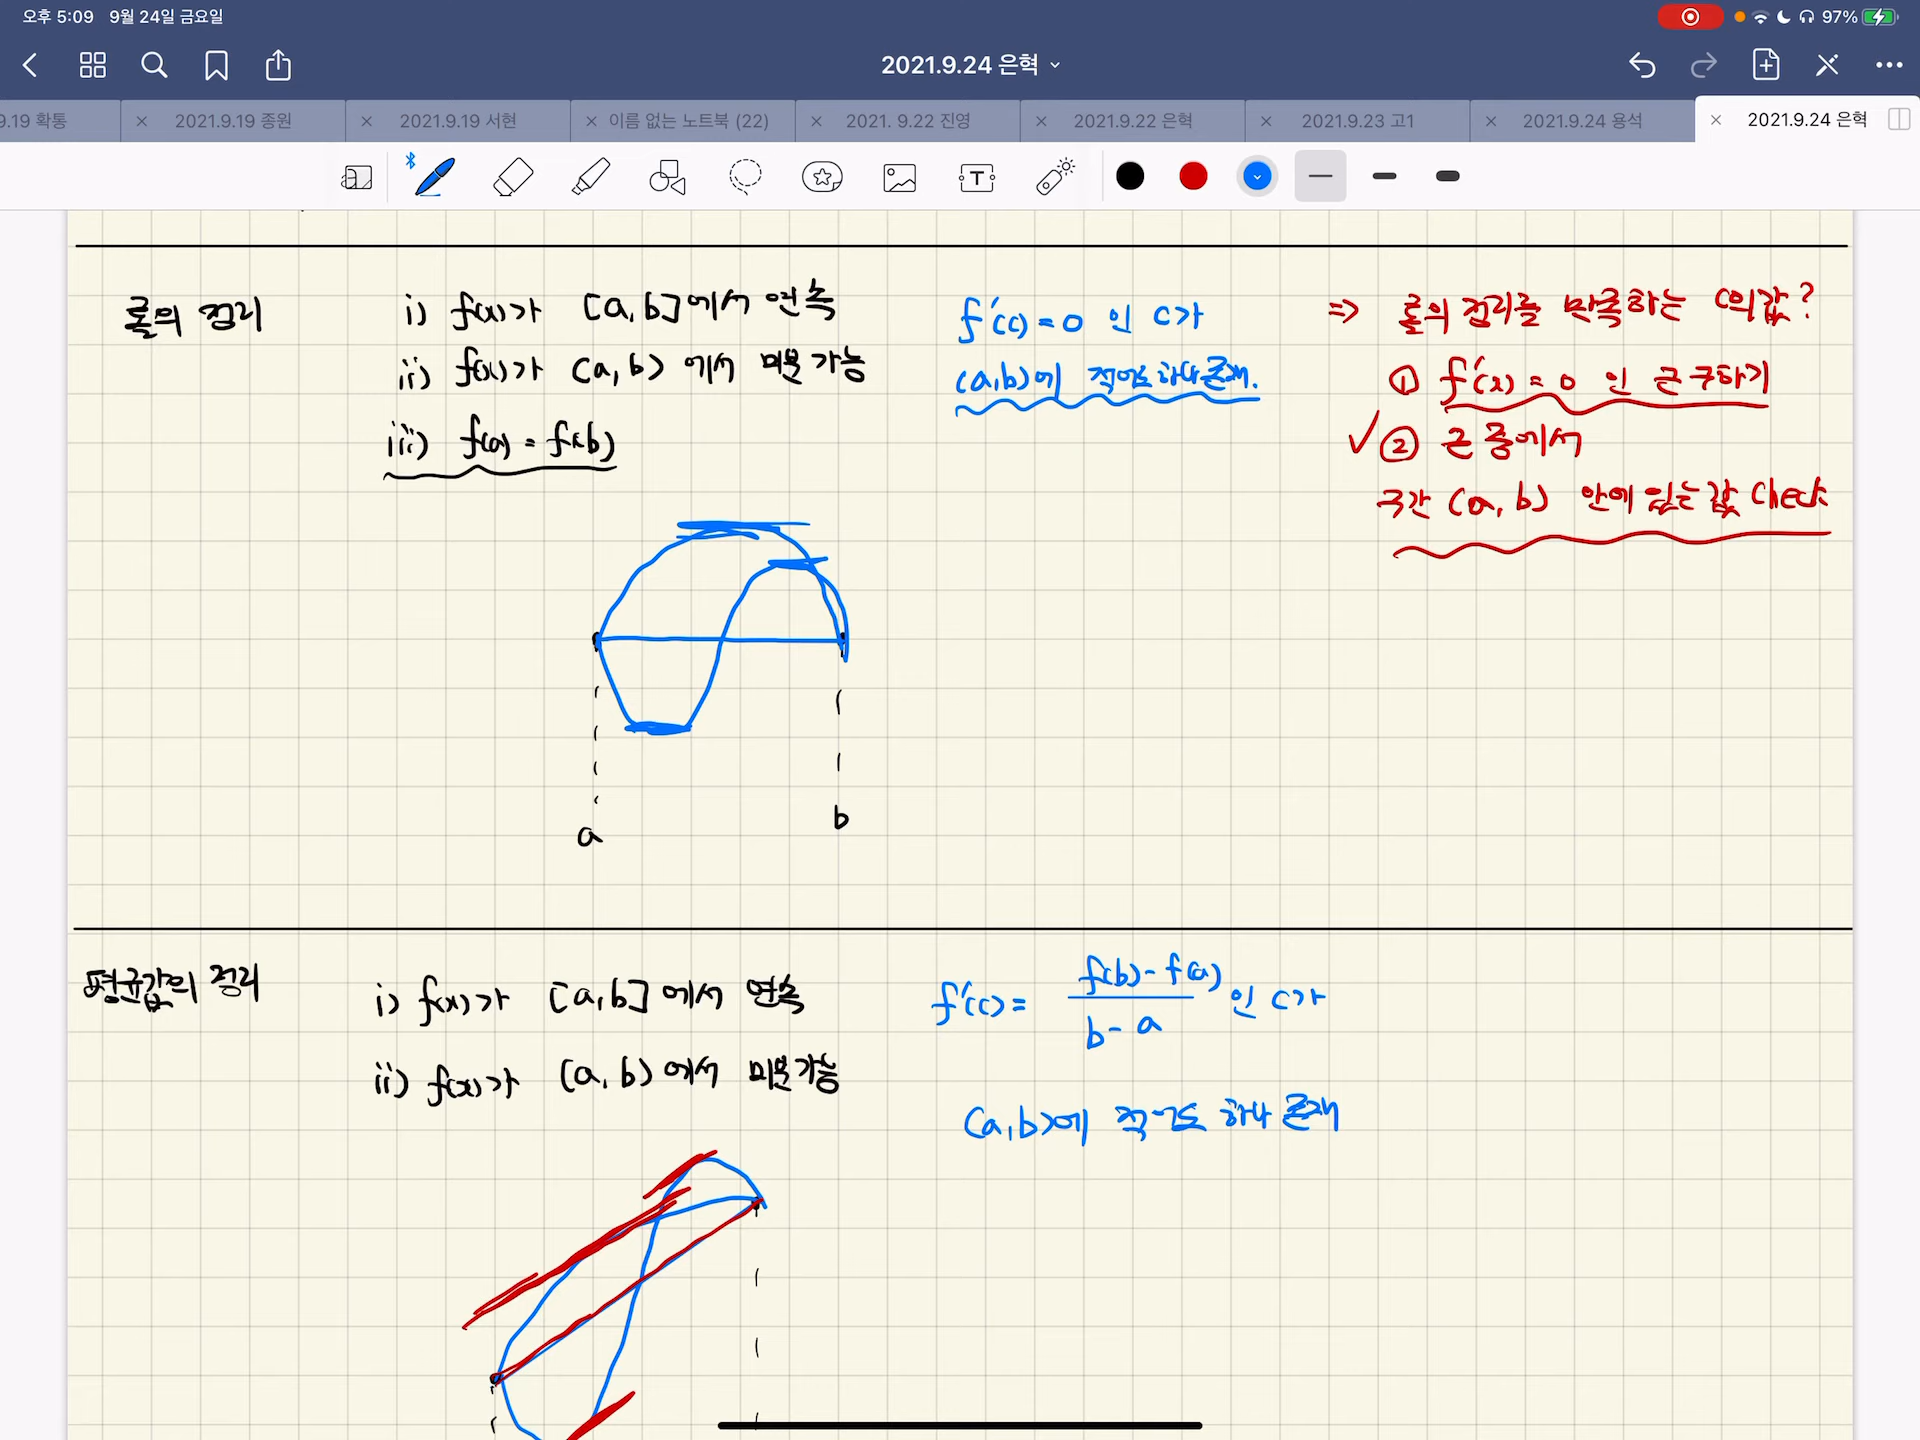 오후 5:09 9월 24일 금요일
97%
2021.9.24 은혁
9.19 확통
2021.9.19 종원
2021.9.19 서현
이름 없는 노트북 (22)
2021. 9.22 진영
2021.9.22 은혁
2021.9.23 고1
2021.9.24 용석
2021.9.24 은혁
롤의 정리
i) f(x)가 [a,b]에서 연속
ii) f(x)가 (a,b) 에서 미분가능
iii) f(a) = f(b)
f'(c) = 0 인 c가
(a,b)에 적어도 하나 존재.
⇒ 롤의 정리를 만족하는 c의 값?
① f'(x) = 0 인 근 구하기
✓② 근 중에서
구간 (a,b) 안에 있는 값 check
a
b
평균값의 정리
i) f(x)가 [a,b]에서 연속
ii) f(x)가 (a,b)에서 미분가능
f'(c) = f(b)-f(a) / b-a 인 c가
(a,b)에 적어도 하나 존재